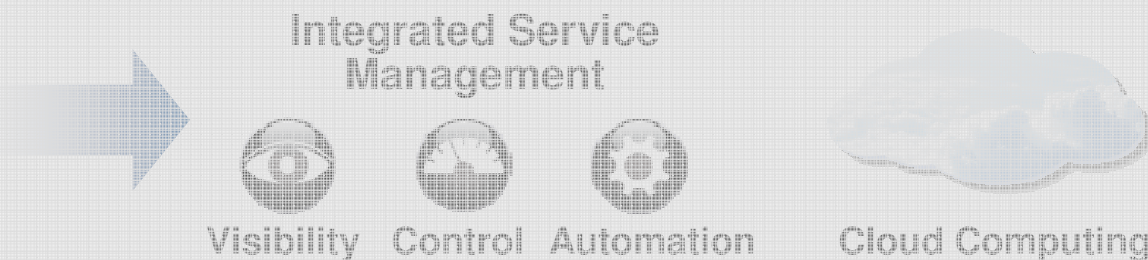 Integrated Service
Management
Visibility Control Automation
Cloud Computing